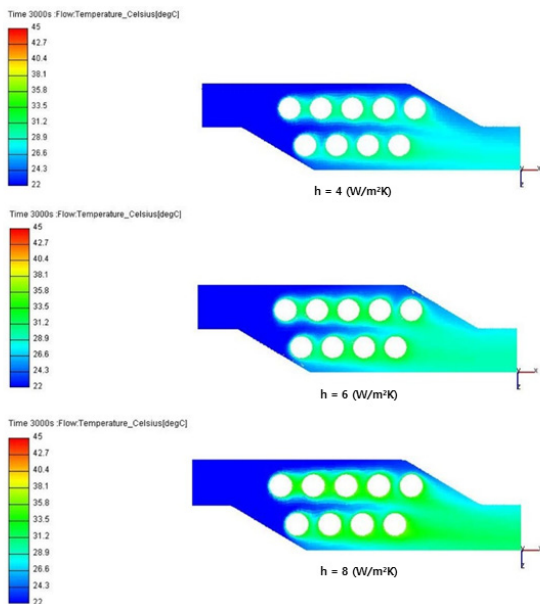 Time 3000s :Flow:Temperature_Celsius[degC]
45
42.7
40.4
38.1
35.8
33.5
31.2
28.9
26.6
24.3
22
x
z
h = 4 (W/m²K)
Time 3000s :Flow:Temperature_Celsius[degC]
45
42.7
40.4
38.1
35.8
33.5
31.2
28.9
26.6
24.3
22
x
z
h = 6 (W/m²K)
Time 3000s :Flow:Temperature_Celsius[degC]
45
42.7
40.4
38.1
35.8
33.5
31.2
28.9
26.6
24.3
22
x
z
h = 8 (W/m²K)